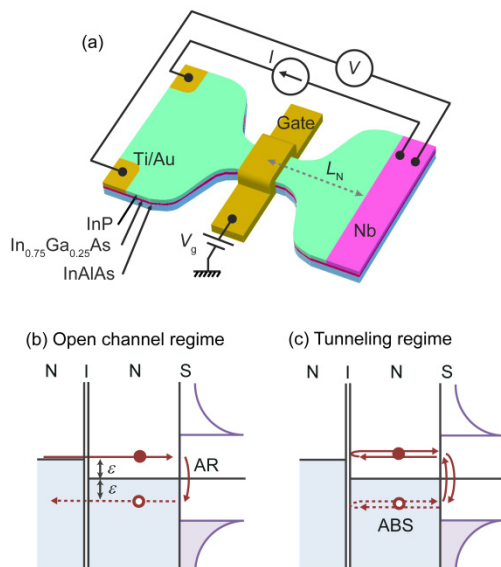 (a)
I
V
Gate
Ti/Au
L_N
Nb
InP
In₀.₇₅Ga₀.₂₅As
InAlAs
V_g
(b) Open channel regime
(c) Tunneling regime
N I N S
N I N S
ε
ε
AR
ABS